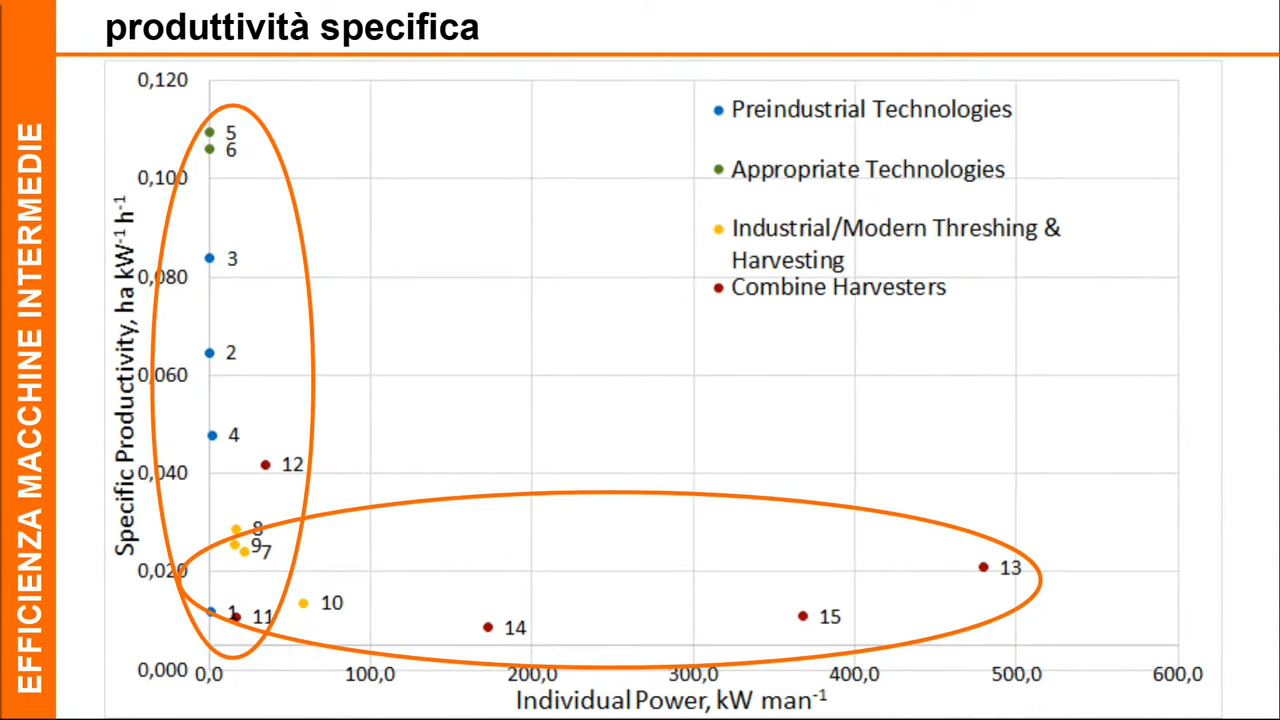 produttività specifica
EFFICIENZA MACCHINE INTERMEDIE
Specific Productivity, ha kW⁻¹ h⁻¹
0,120
0,100
0,080
0,060
0,040
0,020
0,000
5
6
3
2
4
12
8
9
7
1
11
10
14
15
13
Preindustrial Technologies
Appropriate Technologies
Industrial/Modern Threshing &
Harvesting
Combine Harvesters
0,0 100,0 200,0 300,0 400,0 500,0 600,0
Individual Power, kW man⁻¹